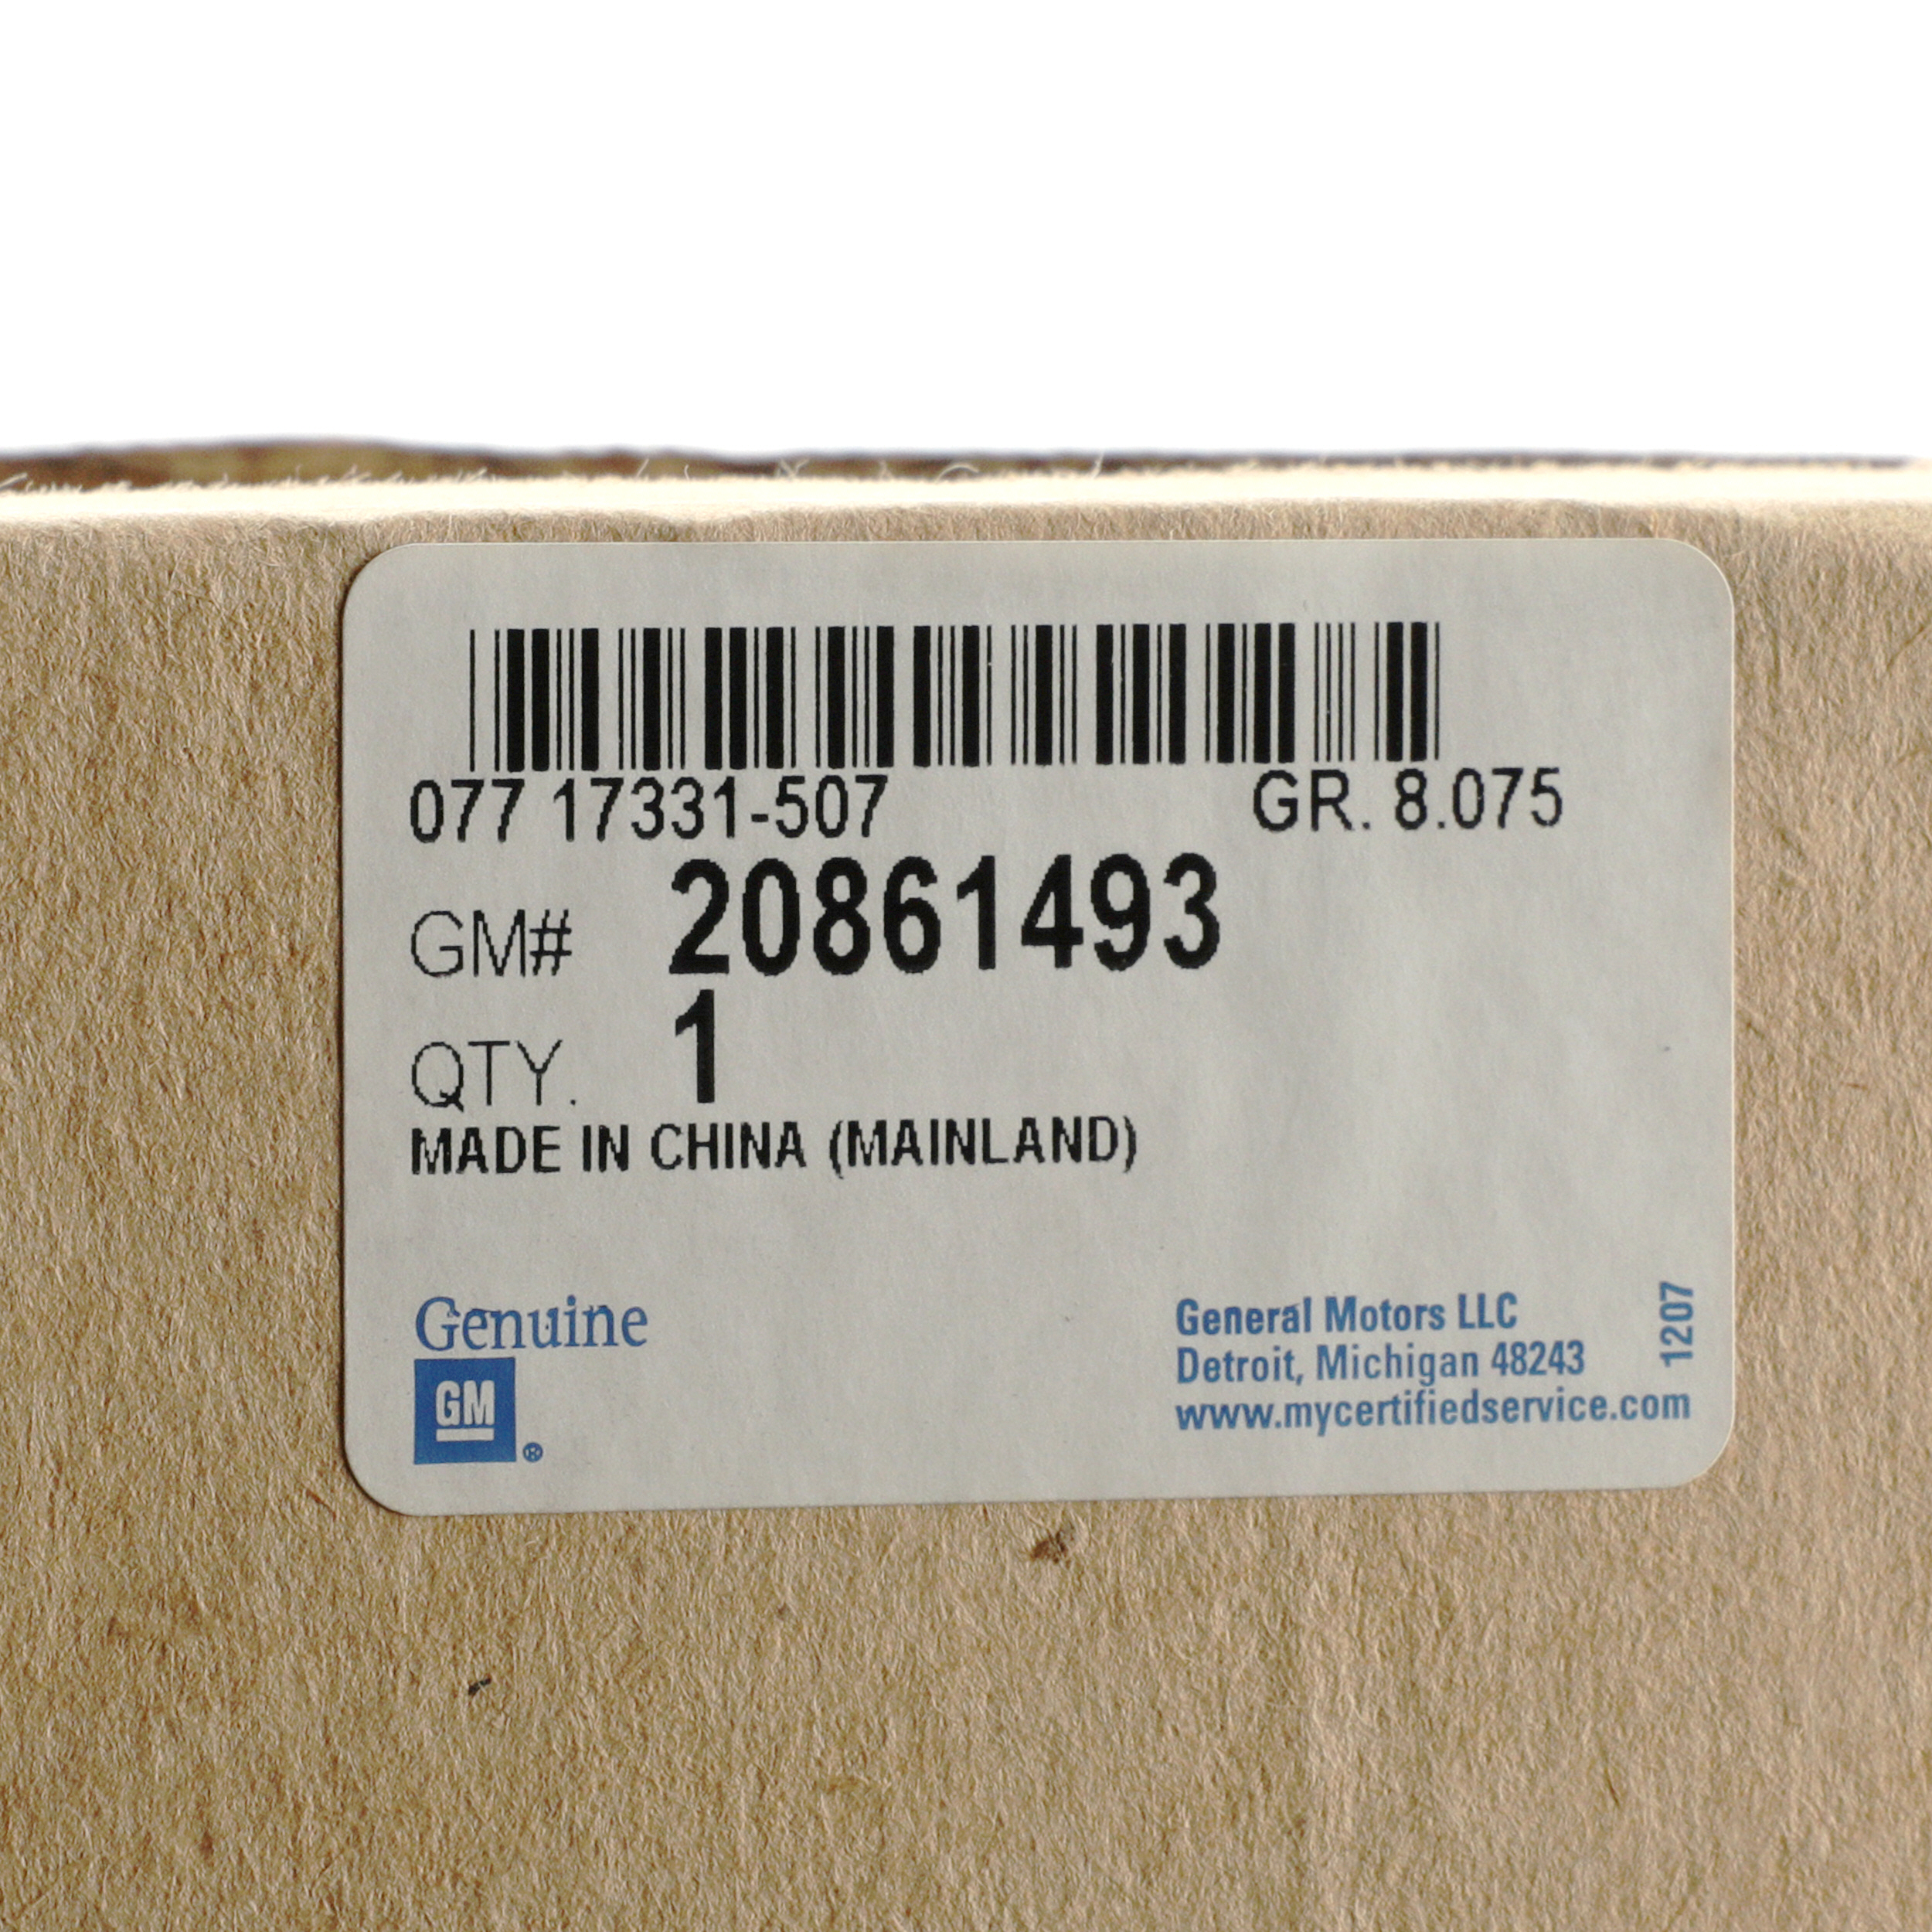 077 17331-507 GR. 8.075
GM# 20861493
QTY. 1
MADE IN CHINA (MAINLAND)
Genuine
GM
®
General Motors LLC
Detroit, Michigan 48243
www.mycertifiedservice.com
1207